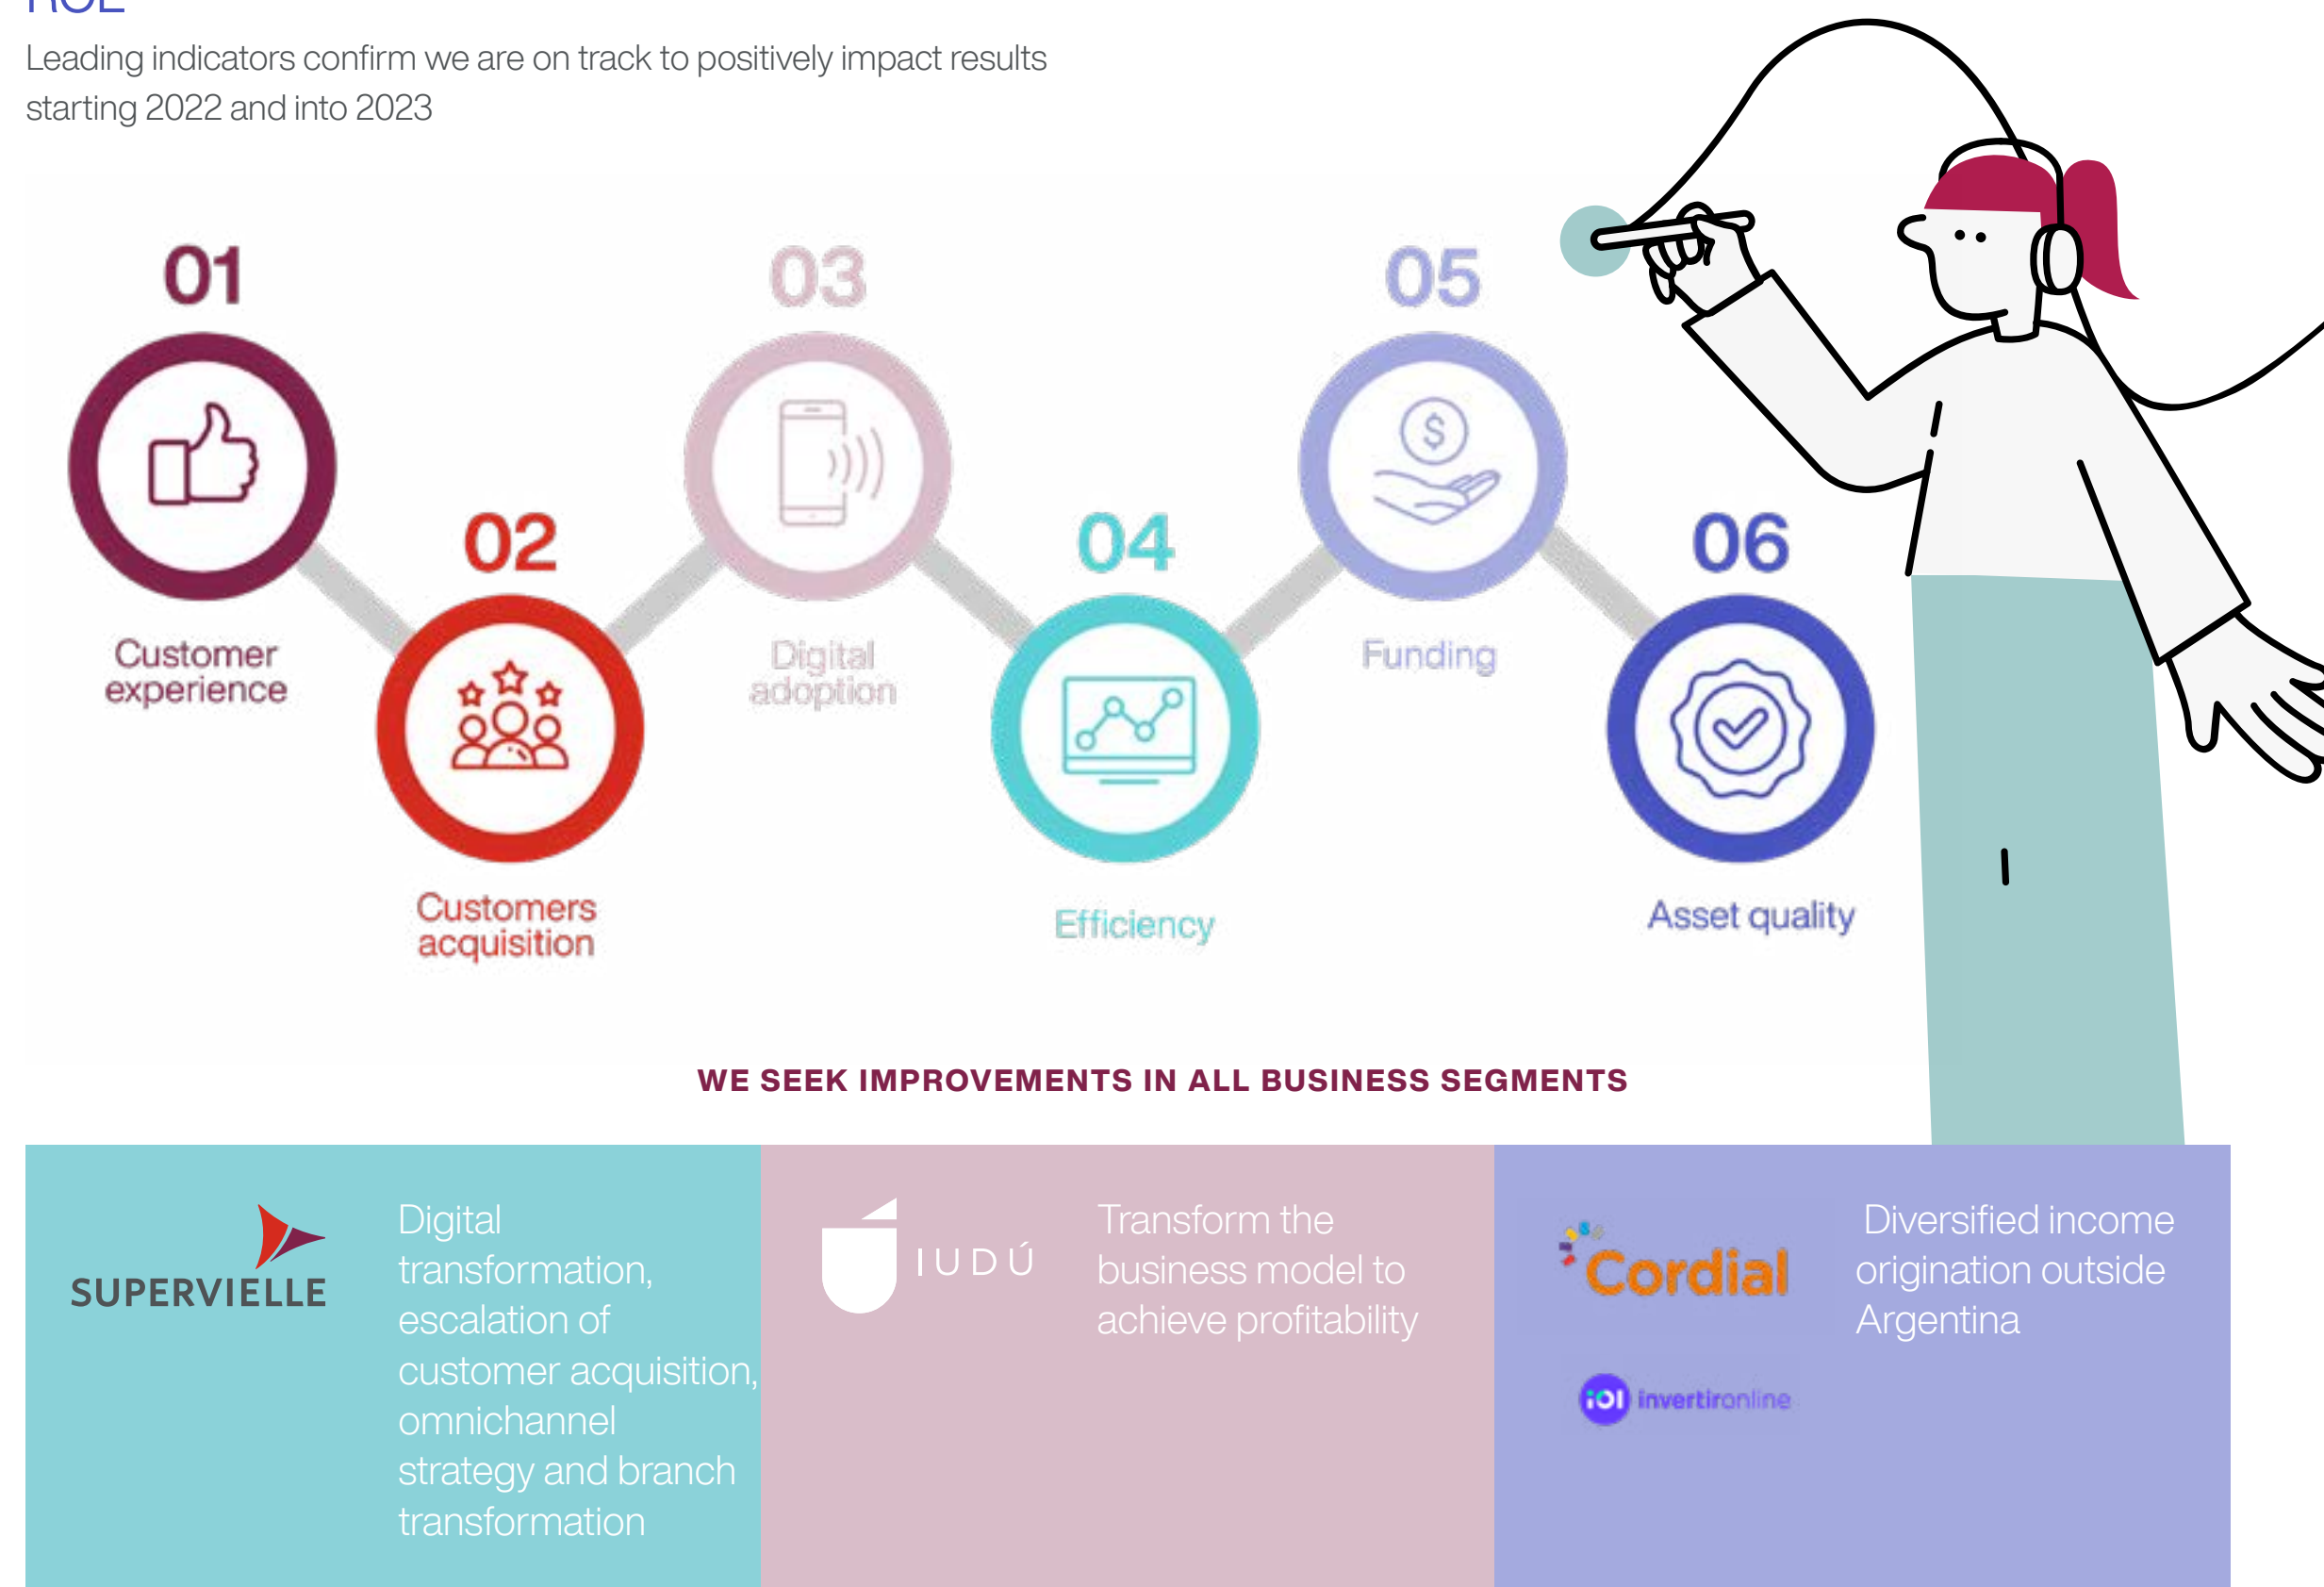 ROE
Leading indicators confirm we are on track to positively impact results
starting 2022 and into 2023
01
03
05
02
04
06
Customer
experience
Digital
adoption
Funding
Customers
acquisition
Efficiency
Asset quality
WE SEEK IMPROVEMENTS IN ALL BUSINESS SEGMENTS
SUPERVIELLE
Digital
transformation,
escalation of
customer acquisition,
omnichannel
strategy and branch
transformation
IUDÚ
Transform the
business model to
achieve profitability
Cordial
iol invertironline
Diversified income
origination outside
Argentina